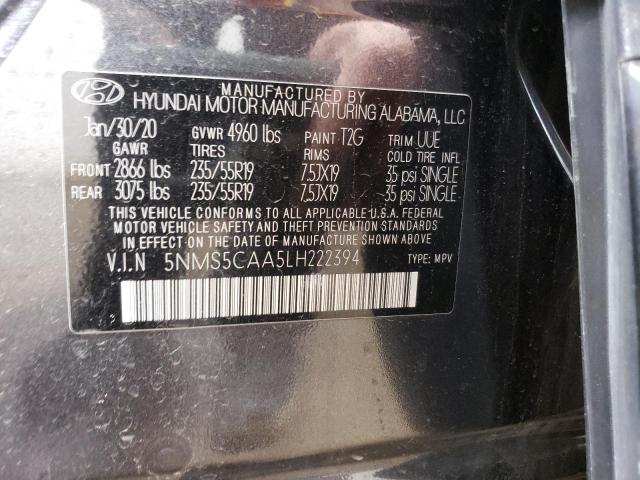 MANUFACTURED BY
HYUNDAI MOTOR MANUFACTURING ALABAMA, LLC
Jan/30/20 GVWR 4960 lbs PAINT T2G TRIM UUE
GAWR TIRES RIMS COLD TIRE INFL
FRONT 2866 lbs 235/55R19 7.5JX19 35 psi SINGLE
REAR 3075 lbs 235/55R19 7.5JX19 35 psi SINGLE
THIS VEHICLE CONFORMS TO ALL APPLICABLE U.S.A. FEDERAL
MOTOR VEHICLE SAFETY AND THEFT PREVENTION STANDARDS
IN EFFECT ON THE DATE OF MANUFACTURE SHOWN ABOVE.
V.I.N 5NMS5CAA5LH222394 TYPE: MPV